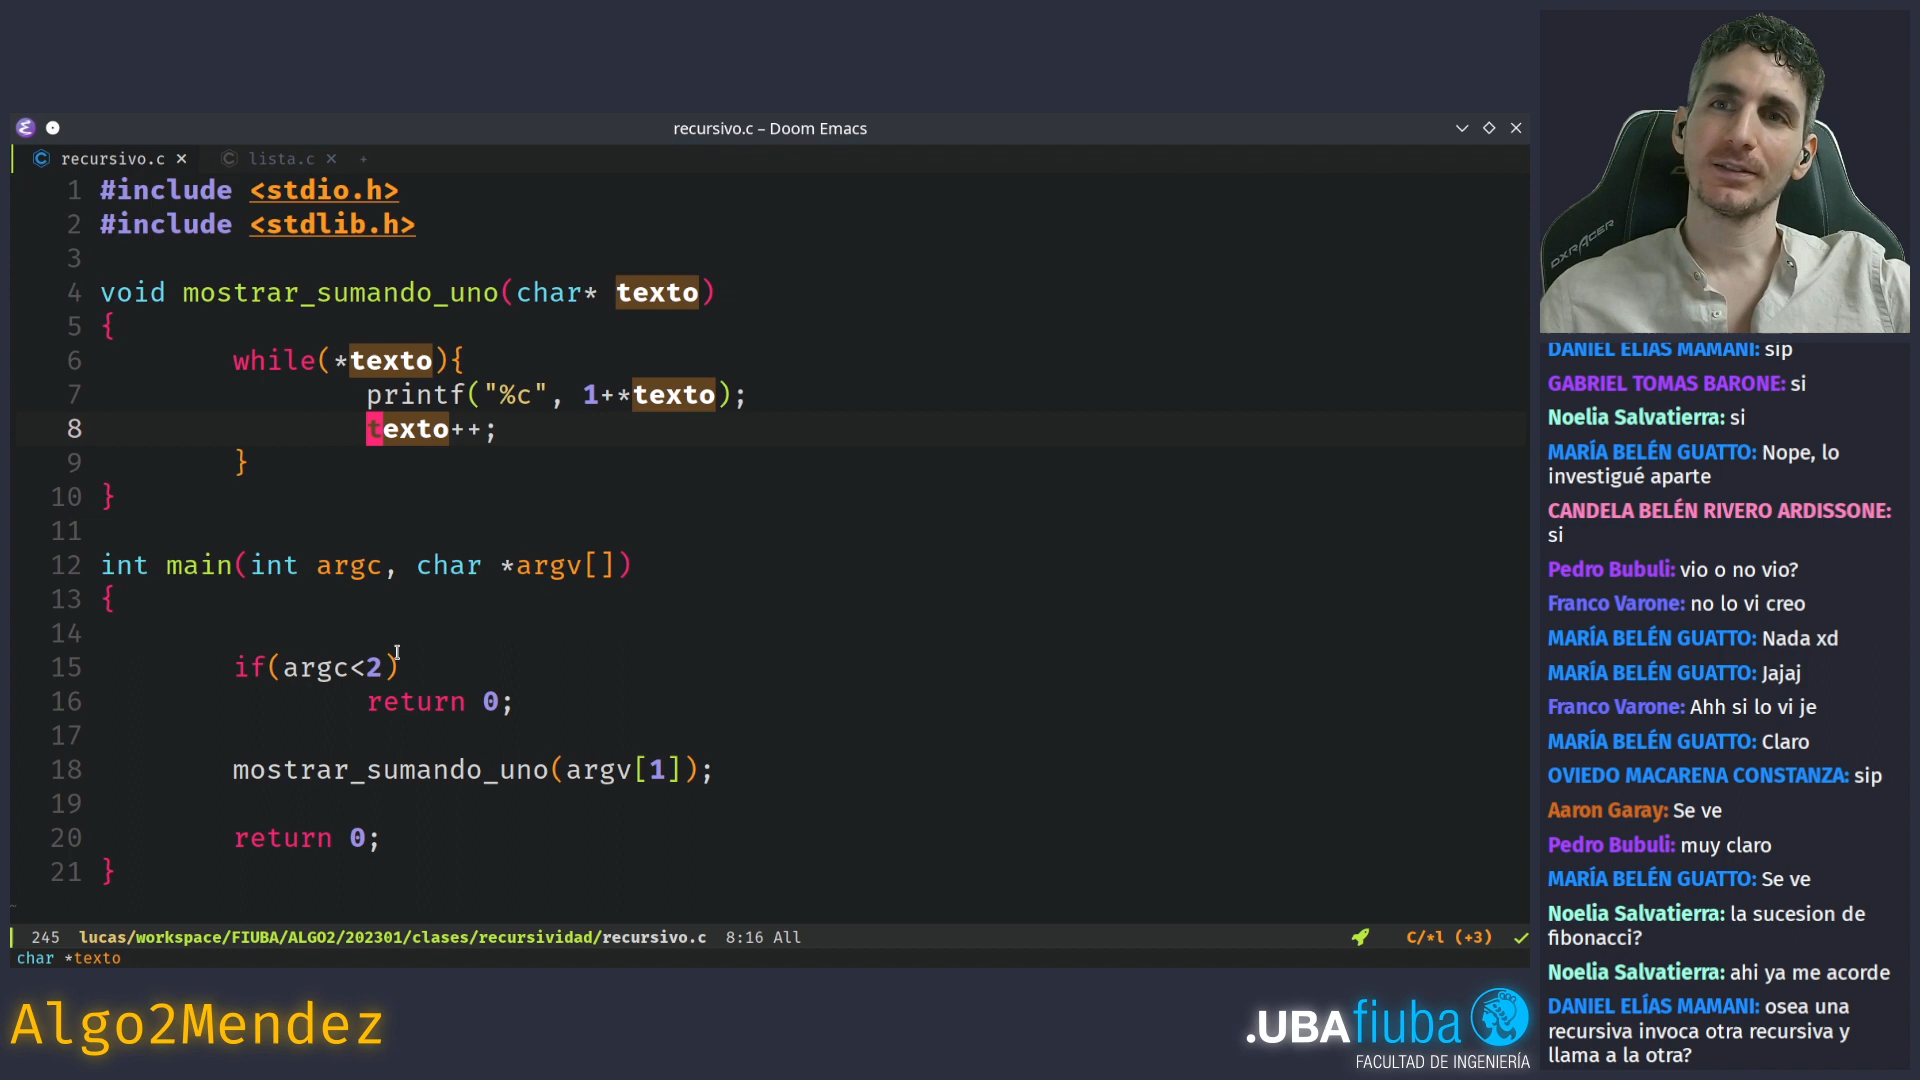 recursivo.c – Doom Emacs
recursivo.c × lista.c × +
1 #include <stdio.h>
2 #include <stdlib.h>
3
4 void mostrar_sumando_uno(char* texto)
5 {
6 while(*texto){
7 printf("%c", 1+*texto);
8 texto++;
9 }
10 }
11
12 int main(int argc, char *argv[])
13 {
14
15 if(argc<2)
16 return 0;
17
18 mostrar_sumando_uno(argv[1]);
19
20 return 0;
21 }
~
245 lucas/workspace/FIUBA/ALGO2/202301/clases/recursividad/recursivo.c 8:16 All C/*l (+3)
char *texto
Algo2Mendez
.UBAfiuba
FACULTAD DE INGENIERÍA
DXRACER
DANIEL ELÍAS MAMANI: sip
GABRIEL TOMAS BARONE: si
Noelia Salvatierra: si
MARÍA BELÉN GUATTO: Nope, lo
investigué aparte
CANDELA BELÉN RIVERO ARDISSONE:
si
Pedro Bubuli: vio o no vio?
Franco Varone: no lo vi creo
MARÍA BELÉN GUATTO: Nada xd
MARÍA BELÉN GUATTO: Jajaj
Franco Varone: Ahh si lo vi je
MARÍA BELÉN GUATTO: Claro
OVIEDO MACARENA CONSTANZA: sip
Aaron Garay: Se ve
Pedro Bubuli: muy claro
MARÍA BELÉN GUATTO: Se ve
Noelia Salvatierra: la sucesion de
fibonacci?
Noelia Salvatierra: ahi ya me acorde
DANIEL ELÍAS MAMANI: osea una
recursiva invoca otra recursiva y
llama a la otra?